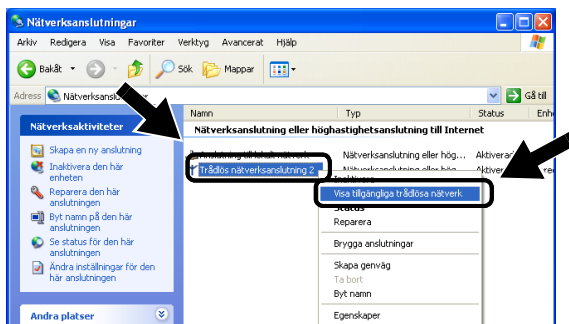 Nätverksanslutningar
Arkiv Redigera Visa Favoriter Verktyg Avancerat Hjälp
Bakåt Sök Mappar
Adress Gå till
Namn Typ Status
Nätverksanslutning eller höghastighetsanslutning till Internet
Nätverksaktiviteter
Skapa en ny anslutning
Inaktivera den här
enheten
Reparera den här
anslutningen
Byt namn på den här
anslutningen
Se status för den här
anslutningen
Ändra inställningar för den
här anslutningen
Andra platser
Nätverksanslutning eller hög...
Trådlös nätverksanslutning 2
Visa tillgängliga trådlösa nätverk
Status
Reparera
Brygga anslutningar
Skapa genväg
Ta bort
Byt namn
Egenskaper